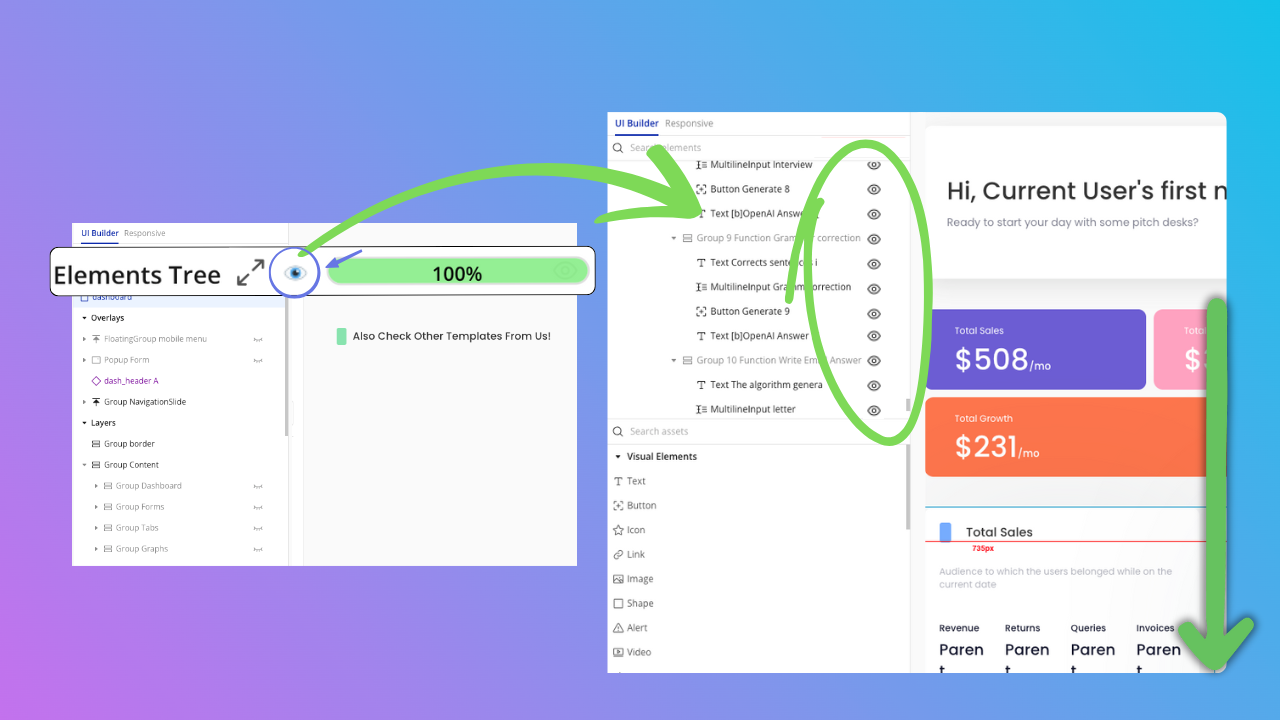 UI Builder Responsive
Elements Tree
100%
dashboard
Overlays
FloatingGroup mobile menu
Popup Form
dash_header A
Group NavigationSlide
Layers
Group border
Group Content
Group Dashboard
Group Forms
Group Tabs
Group Graphs
Also Check Other Templates From Us!
UI Builder Responsive
Search elements
MultilineInput Interview
Button Generate 8
Text [b]OpenAI Answer
Group 9 Function Grammar correction
Text Corrects sentences i
MultilineInput Gramm correction
Button Generate 9
Text [b]OpenAI Answer
Group 10 Function Write Email Answer
Text The algorithm genera
MultilineInput letter
Search assets
Visual Elements
Text
Button
Icon
Link
Image
Shape
Alert
Video
Hi, Current User's first n
Ready to start your day with some pitch desks?
Total Sales
$508/mo
Total Growth
$231/mo
Total Sales
735px
Audience to which the users belonged while on the
current date
Revenue Returns Queries Invoices
Paren Paren Paren Paren
t t t t